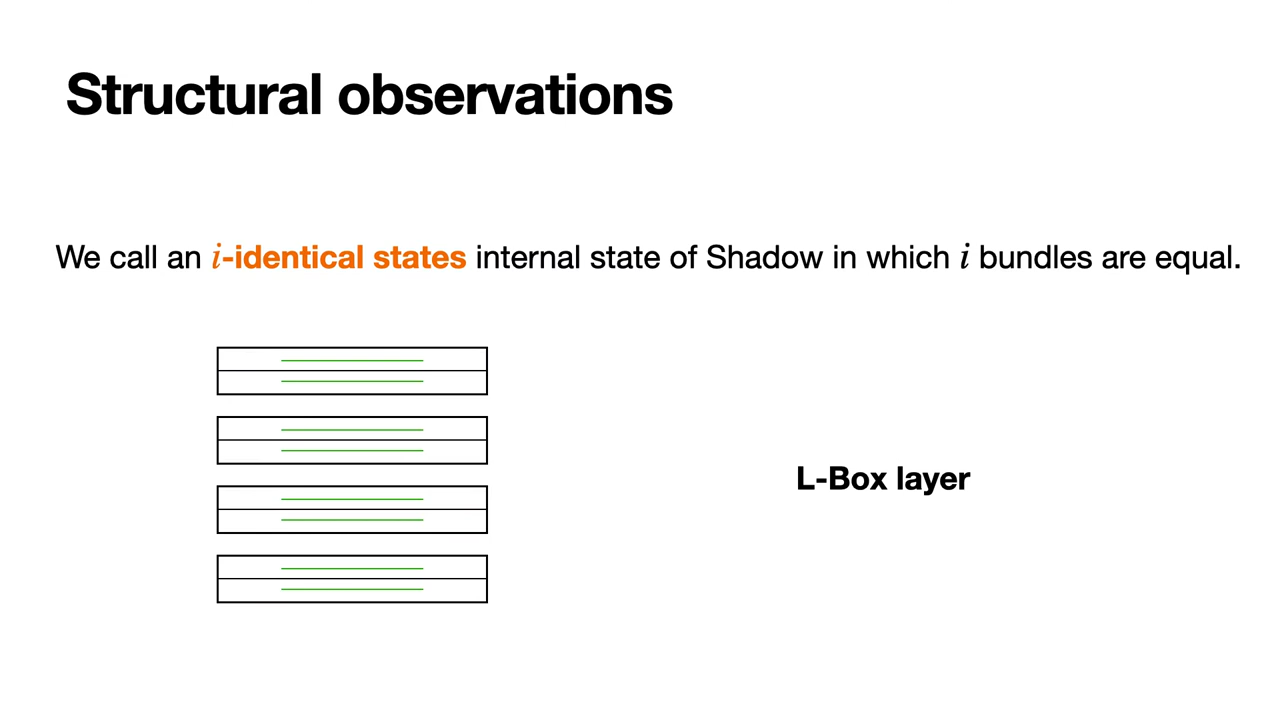 Structural observations
We call an i-identical states internal state of Shadow in which i bundles are equal.
L-Box layer